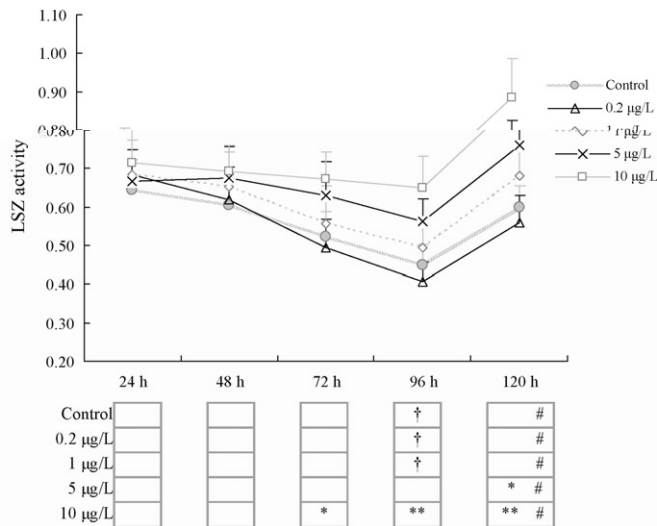 1.10
1.00
0.90
0.80
0.70
0.60
0.50
0.40
0.30
0.20
LSZ activity
Control
0.2 µg/L
1 µg/L
5 µg/L
10 µg/L
24 h 48 h 72 h 96 h 120 h
Control † #
0.2 µg/L † #
1 µg/L † #
5 µg/L * #
10 µg/L * ** ** #